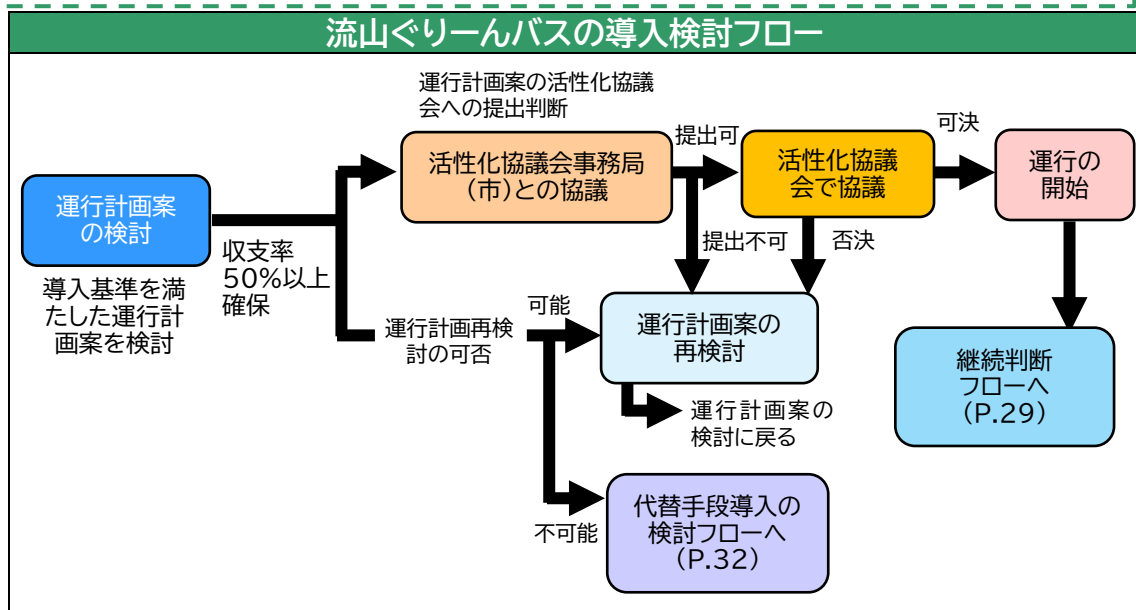 流山ぐりーんバスの導入検討フロー
運行計画案の活性化協議
会への提出判断
運行計画案
の検討
導入基準を満
たした運行計
画案を検討
収支率
50%以上
確保
活性化協議会事務局
(市)との協議
提出可
提出不可
活性化協議
会で協議
可決
否決
運行の
開始
運行計画再検
討の可否
可能
不可能
運行計画案の
再検討
運行計画案の
検討に戻る
継続判断
フローへ
(P.29)
代替手段導入の
検討フローへ
(P.32)